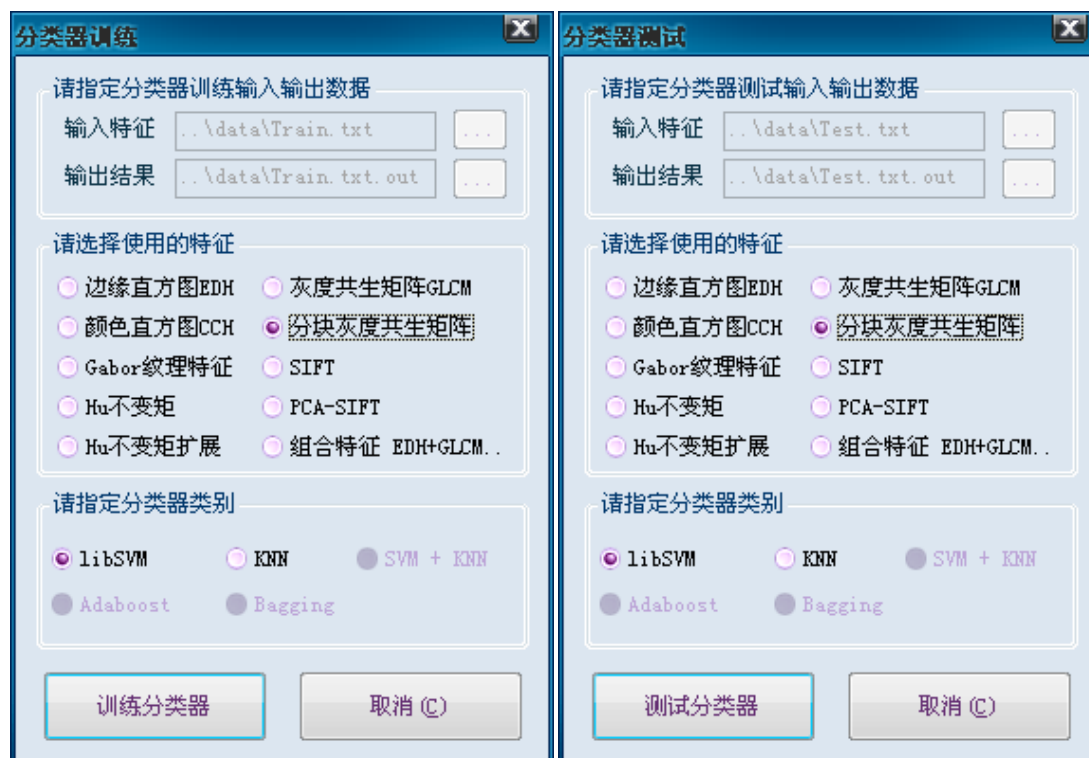 分类器训练
请指定分类器训练输入输出数据
输入特征 ..\data\Train.txt ...
输出结果 ..\data\Train.txt.out ...
请选择使用的特征
边缘直方图EDH 灰度共生矩阵GLCM
颜色直方图CCH 分块灰度共生矩阵
Gabor纹理特征 SIFT
Hu不变矩 PCA-SIFT
Hu不变矩扩展 组合特征 EDH+GLCM..
请指定分类器类别
libSVM KNN SVM + KNN
Adaboost Bagging
训练分类器 取消(C)
分类器测试
请指定分类器测试输入输出数据
输入特征 ..\data\Test.txt ...
输出结果 ..\data\Test.txt.out ...
请选择使用的特征
边缘直方图EDH 灰度共生矩阵GLCM
颜色直方图CCH 分块灰度共生矩阵
Gabor纹理特征 SIFT
Hu不变矩 PCA-SIFT
Hu不变矩扩展 组合特征 EDH+GLCM..
请指定分类器类别
libSVM KNN SVM + KNN
Adaboost Bagging
测试分类器 取消(C)